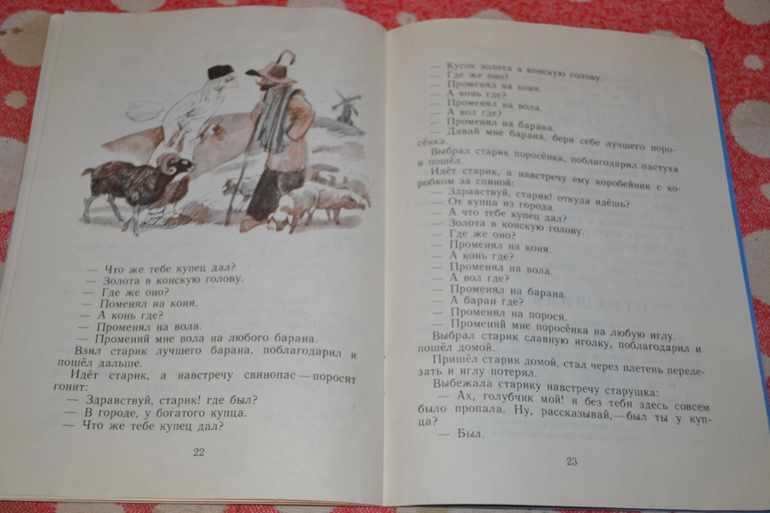 — Что же тебе купец дал?
— Золота в конскую голову.
— Где же оно?
— Поменял на коня.
— А конь где?
— Променял на вола.
— Променяй мне вола на любого барана.
Взял старик лучшего барана, поблагодарил и
пошёл дальше.
Идёт старик, а навстречу свинопас — поросят
гонит:
— Здравствуй, старик! где был?
— В городе, у богатого купца.
— Что же тебе купец дал?
22
— Кусок золота в конскую голову.
— Где же оно?
— Променял на коня.
— А конь где?
— Променял на вола.
— А вол где?
— Променял на барана.
— Давай мне барана, бери себе лучшего поро-
сёнка.
Выбрал старик поросёнка, поблагодарил пастуха
и пошёл.
Идёт старик, а навстречу ему коробейник с ко-
робком за спиной:
— Здравствуй, старик! откуда идёшь?
— От купца из города.
— А что тебе купец дал?
— Золота в конскую голову.
— Где же оно?
— Променял на коня.
— А конь где?
— Променял на вола.
— А вол где?
— Променял на барана.
— А баран где?
— Променял на порося.
— Променяй мне поросёнка на любую иглу.
Выбрал старик славную иголку, поблагодарил и
пошёл домой.
Пришёл старик домой, стал через плетень переле-
зать и иглу потерял.
Выбежала старику навстречу старушка:
— Ах, голубчик мой! я без тебя здесь совсем
было пропала. Ну, рассказывай,— был ты у куп-
ца?
— Был.
23